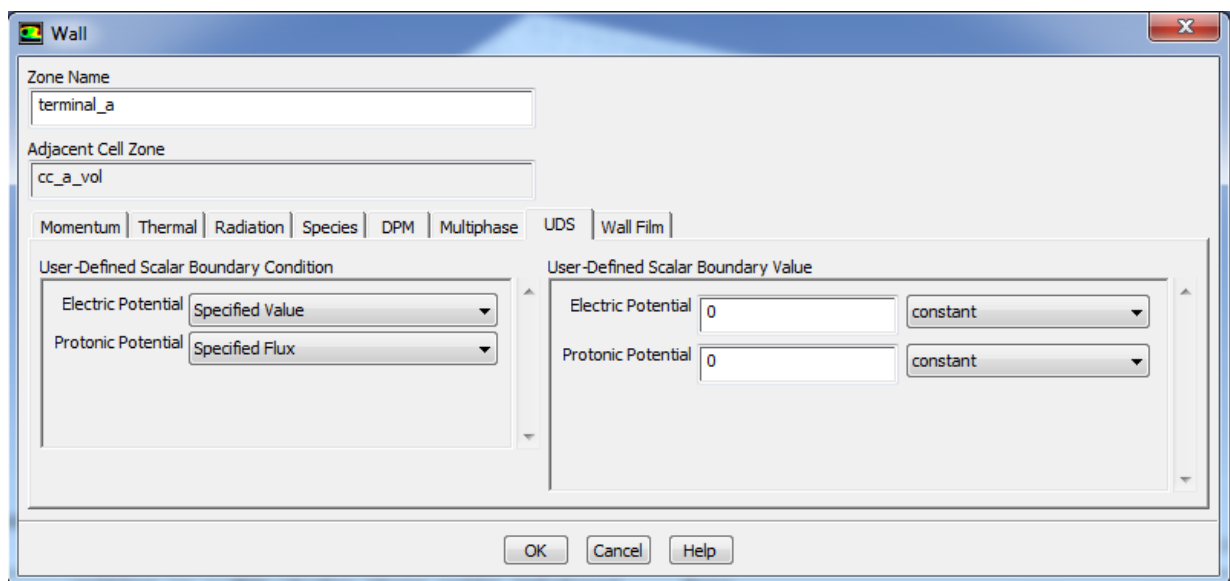 Wall
Zone Name
terminal_a
Adjacent Cell Zone
cc_a_vol
Momentum Thermal Radiation Species DPM Multiphase UDS Wall Film
User-Defined Scalar Boundary Condition
Electric Potential Specified Value
Protonic Potential Specified Flux
User-Defined Scalar Boundary Value
Electric Potential 0 constant
Protonic Potential 0 constant
OK Cancel Help